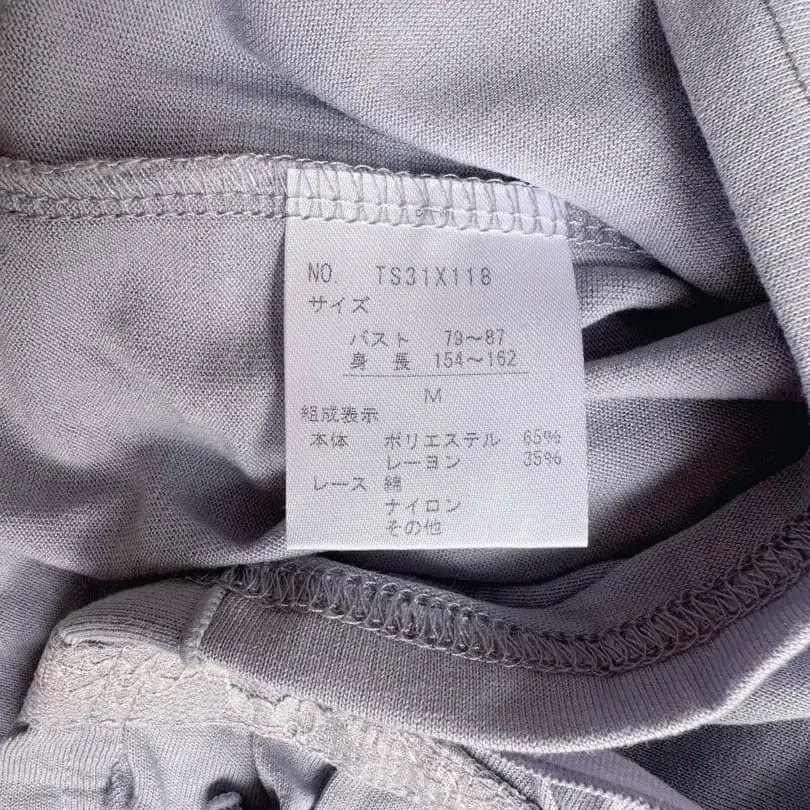 NO. TS31X118
サイズ
バスト 79〜87
身長 154〜162
M
組成表示
本体 ポリエステル 65%
レーヨン 35%
レース 綿
ナイロン
その他